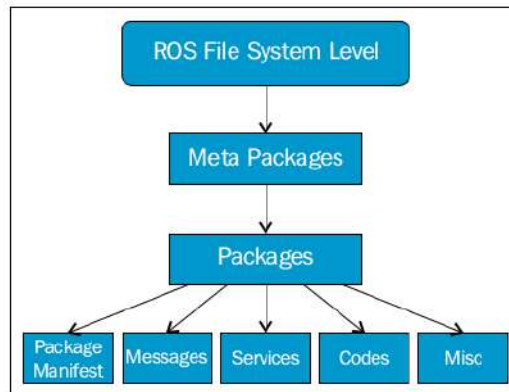 ROS File System Level
Meta Packages
Packages
Package
Manifest
Messages
Services
Codes
Misc